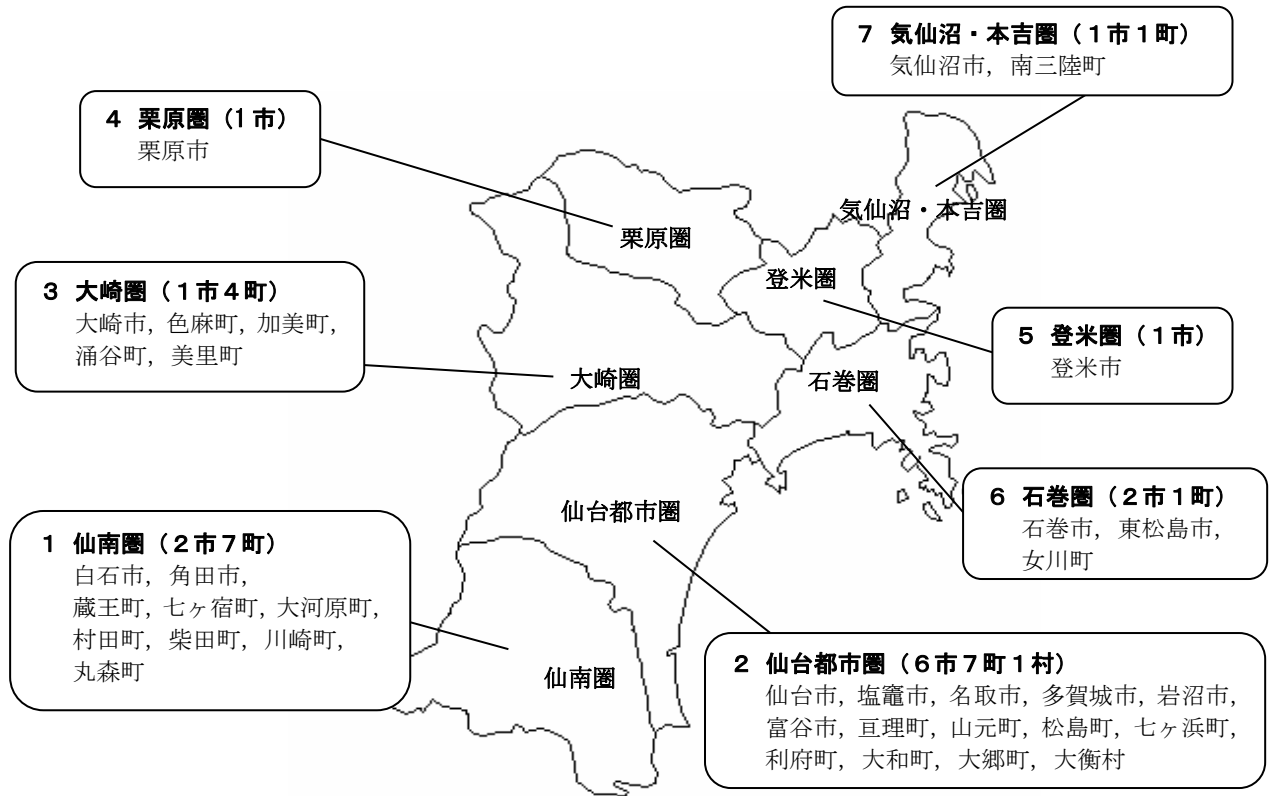 7 気仙沼・本吉圏(1市1町)
気仙沼市, 南三陸町
4 栗原圏(1市)
栗原市
気仙沼・本吉圏
栗原圏
登米圏
3 大崎圏(1市4町)
大崎市, 色麻町, 加美町,
涌谷町, 美里町
5 登米圏(1市)
登米市
大崎圏
石巻圏
6 石巻圏(2市1町)
石巻市, 東松島市,
女川町
仙台都市圏
1 仙南圏(2市7町)
白石市, 角田市,
蔵王町, 七ヶ宿町, 大河原町,
村田町, 柴田町, 川崎町,
丸森町
仙南圏
2 仙台都市圏(6市7町1村)
仙台市, 塩竈市, 名取市, 多賀城市, 岩沼市,
富谷市, 亘理町, 山元町, 松島町, 七ヶ浜町,
利府町, 大和町, 大郷町, 大衡村